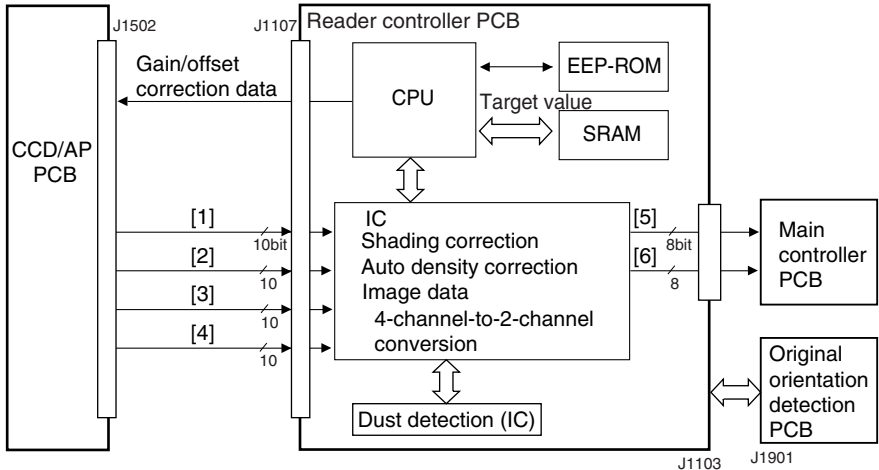 J1502
J1107
Reader controller PCB
Gain/offset
correction data
CPU
EEP-ROM
Target value
SRAM
CCD/AP
PCB
[1]
10bit
[2]
10
[3]
10
[4]
10
IC
Shading correction
Auto density correction
Image data
4-channel-to-2-channel
conversion
[5]
8bit
[6]
8
Main
controller
PCB
Dust detection (IC)
Original
orientation
detection
PCB
J1103
J1901